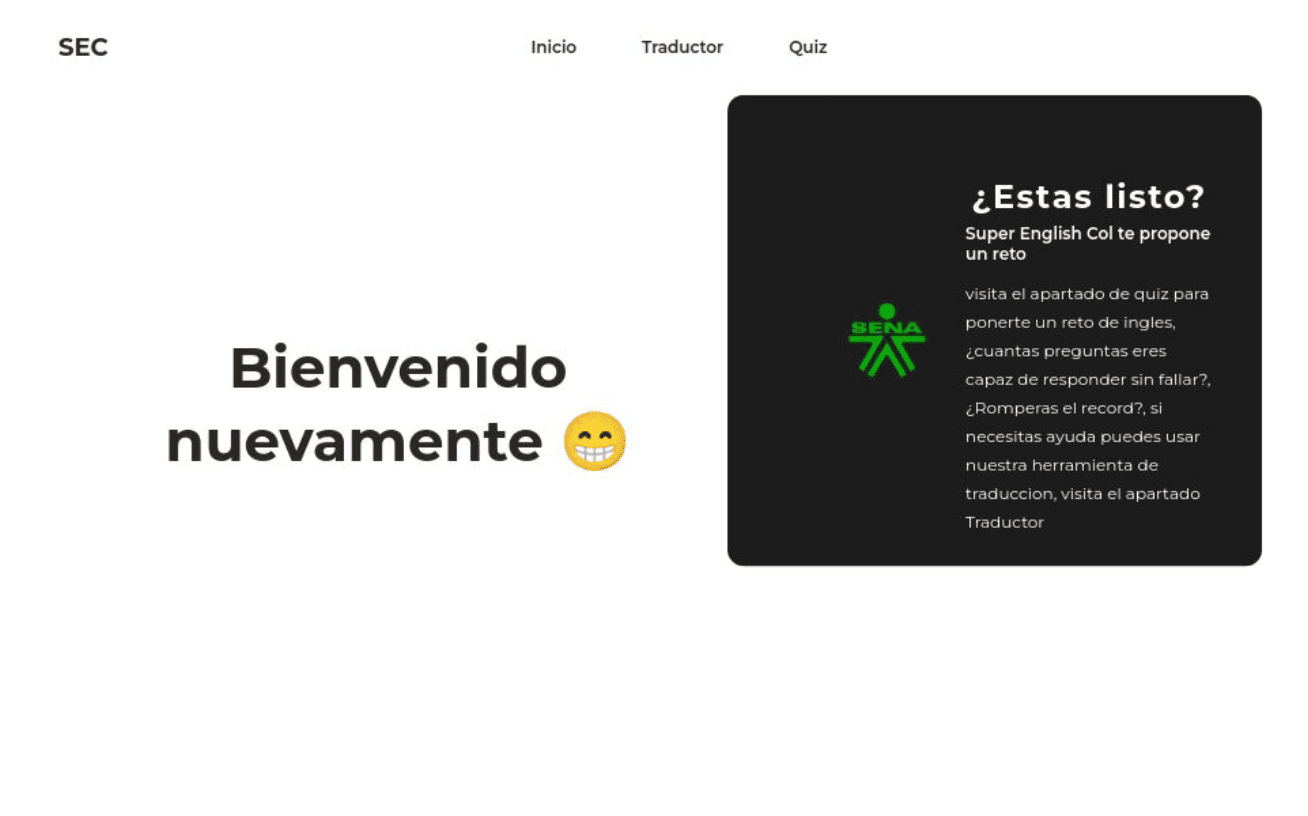 SEC
Inicio
Traductor
Quiz
Bienvenido
nuevamente 😁
SENA
¿Estas listo?
Super English Col te propone
un reto
visita el apartado de quiz para
ponerte un reto de ingles,
¿cuantas preguntas eres
capaz de responder sin fallar?,
¿Romperas el record?, si
necesitas ayuda puedes usar
nuestra herramienta de
traduccion, visita el apartado
Traductor